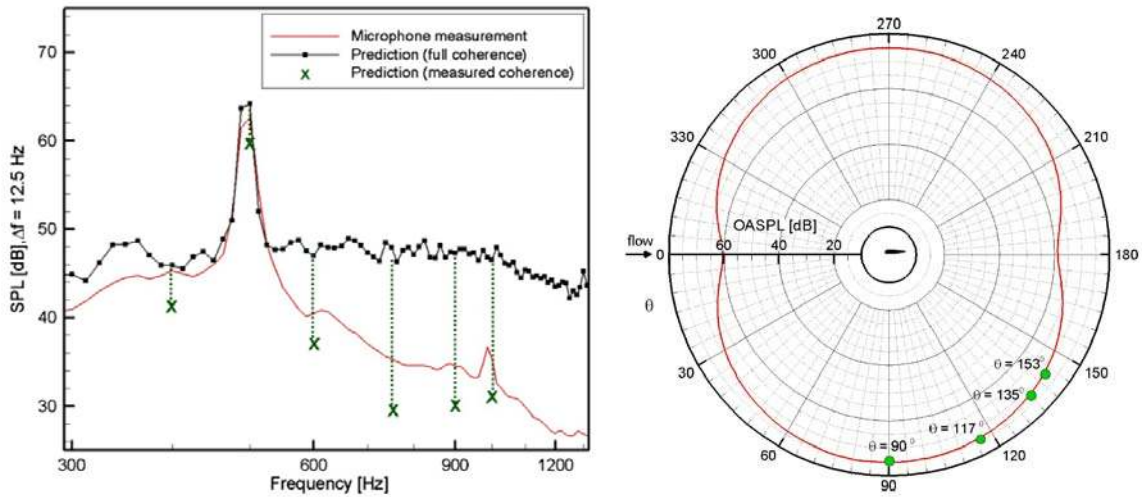 70
60
50
40
30
SPL [dB], Δf = 12.5 Hz
Microphone measurement
Prediction (full coherence)
X Prediction (measured coherence)
300 600 900 1200
Frequency [Hz]
270
300 240
330 210
OASPL [dB]
flow
0 60 40 20 180
θ
θ = 153°
30 150
θ = 135°
θ = 117°
θ = 90°
60 120
90